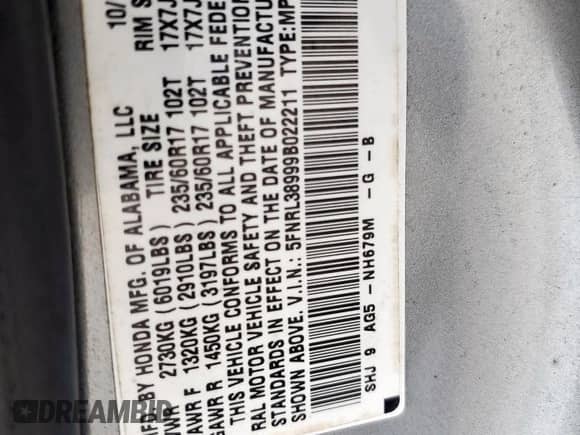 MFD. BY HONDA MFG. OF ALABAMA, LLC 10/
GVWR 2730KG (6019LBS) TIRE SIZE RIM S
GAWR F 1320KG (2910LBS) 235/60R17 102T 17X7J
GAWR R 1450KG (3197LBS) 235/60R17 102T 17X7J
THIS VEHICLE CONFORMS TO ALL APPLICABLE FEDE
RAL MOTOR VEHICLE SAFETY AND THEFT PREVENTION
STANDARDS IN EFFECT ON THE DATE OF MANUFACTU
SHOWN ABOVE. V.I.N.: 5FNRL38999B022211 TYPE: MP
SHJ 9 AG5 -NH679M - G - B
DREAMBID